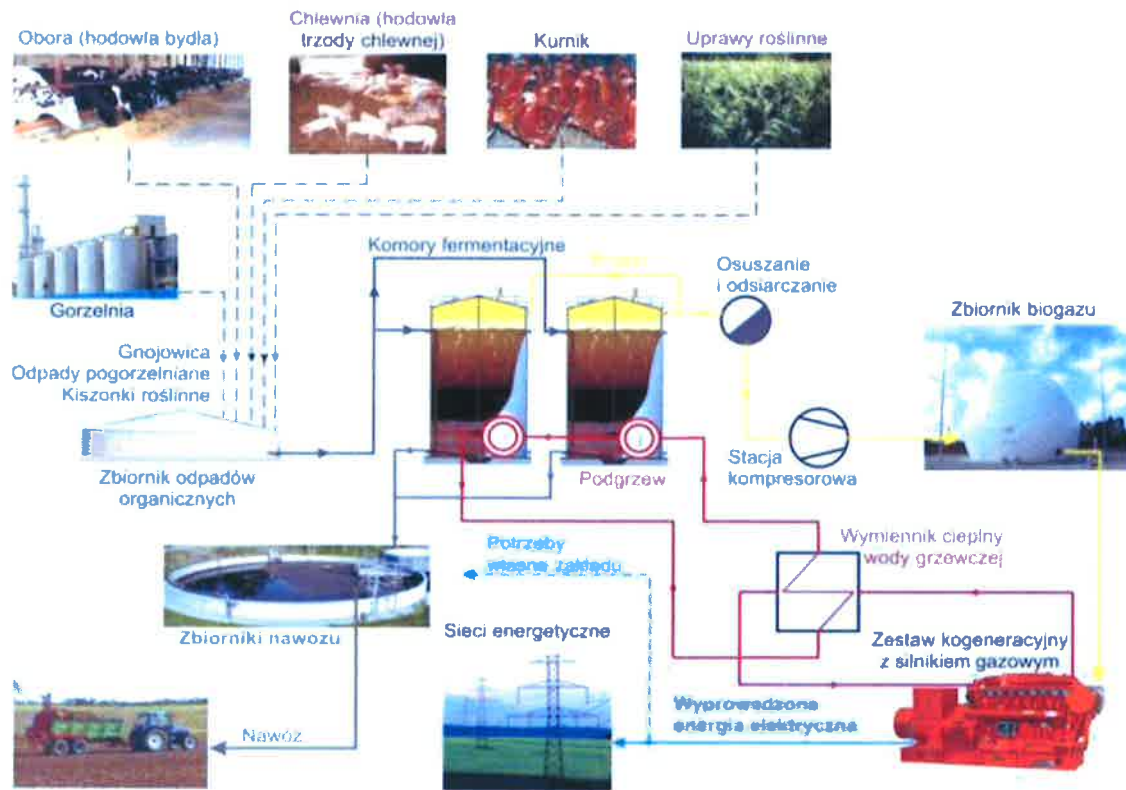 Obora (hodowla bydła)
Chlewnia (hodowla
trzody chlewnej)
Kurnik
Uprawy roślinne
Gorzelnia
Komory fermentacyjne
Osuszanie
i odsiarczanie
Zbiornik biogazu
Gnojowica
Odpady pogorzelniane
Kiszonki roślinne
Zbiornik odpadów
organicznych
Podgrzew
Stacja
kompresorowa
Wymiennik cieplny
wody grzewczej
Potrzeby
własne zakładu
Zbiorniki nawozu
Sieci energetyczne
Zestaw kogeneracyjny
z silnikiem gazowym
Wyprowadzona
energia elektryczna
Nawóz